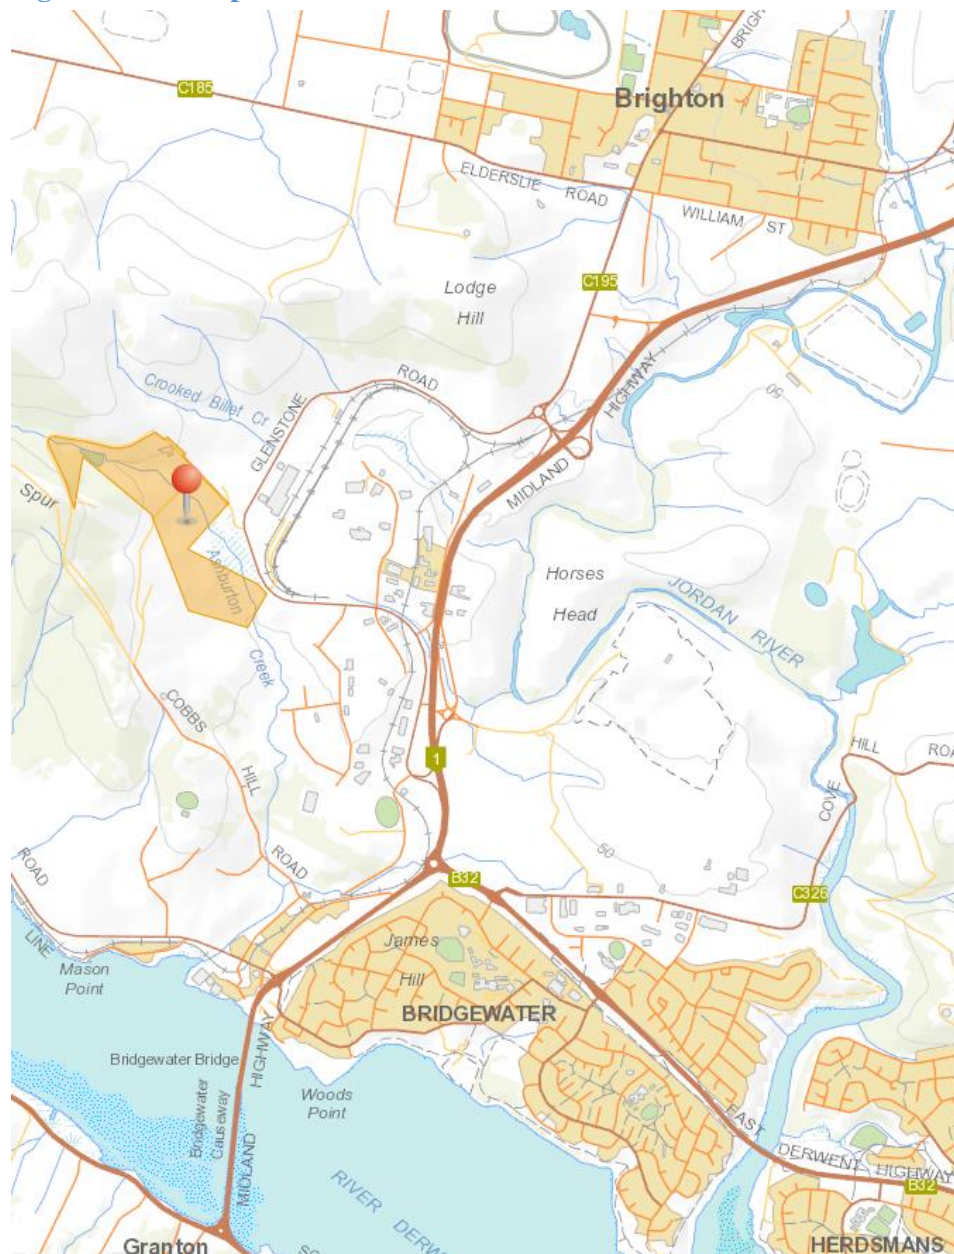 BRIGH
C185
Brighton
ELDERSLIE ROAD
WILLIAM ST
C195
Lodge
Hill
ROAD
Crooked Billet Cr
GLENSTONE
HIGHWAY
50
MIDLAND
Spur
Ashburton
Creek
Horses
Head
JORDAN RIVER
COBBS
HILL
ROAD
1
HILL
ROA
COVE
50
ROAD
B32
C326
LINE
James
Hill
Mason
Point
BRIDGEWATER
Bridgewater Bridge
HIGHWAY
Woods
Point
Bridgewater
Causeway
MIDLAND
EAST
DERWENT HIGHWAY
B32
RIVER DERW
Granton
HERDSMANS